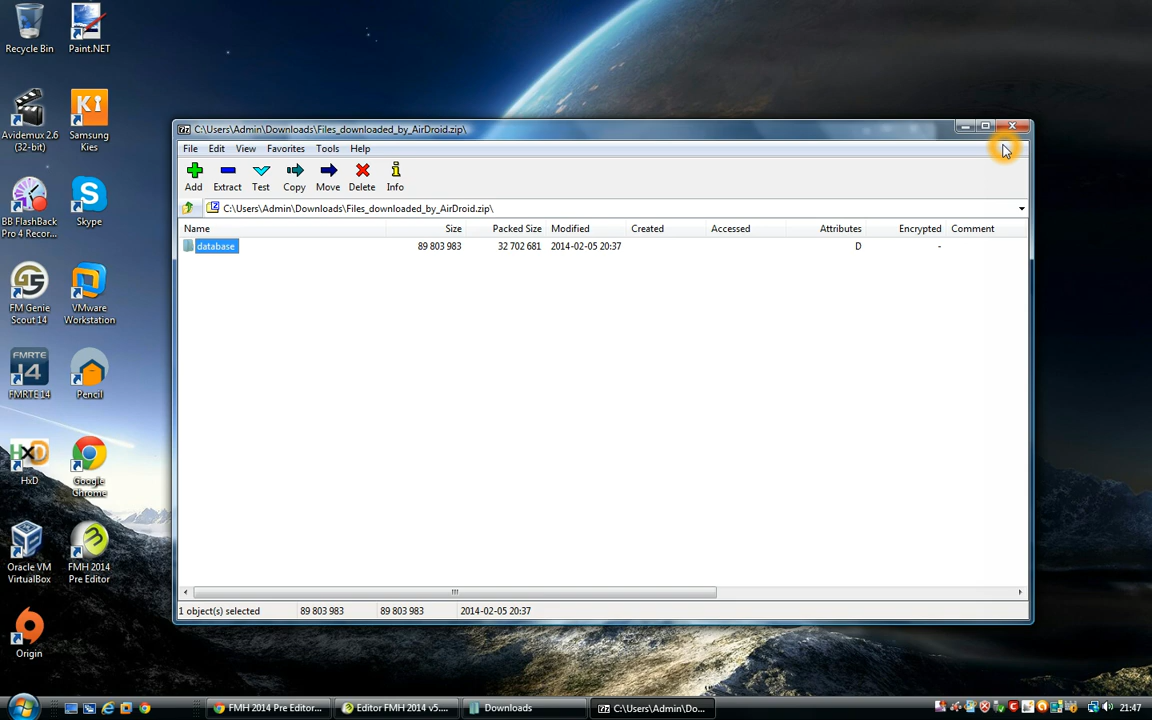 Recycle Bin
Paint.NET
Avidemux 2.6
(32-bit)
Samsung
Kies
BB FlashBack
Pro 4 Recor...
Skype
FM Genie
Scout 14
VMware
Workstation
FMRTE
14
FMRTE 14
Pencil
HxD
HxD
Google
Chrome
Oracle VM
VirtualBox
FMH 2014
Pre Editor
Origin
C:\Users\Admin\Downloads\Files_downloaded_by_AirDroid.zip\
File Edit View Favorites Tools Help
Add Extract Test Copy Move Delete Info
C:\Users\Admin\Downloads\Files_downloaded_by_AirDroid.zip\
Name Size Packed Size Modified Created Accessed Attributes Encrypted Comment
database 89 803 983 32 702 681 2014-02-05 20:37 D -
1 object(s) selected 89 803 983 89 803 983 2014-02-05 20:37
FMH 2014 Pre Editor... Editor FMH 2014 v5.... Downloads C:\Users\Admin\Do... 21:47